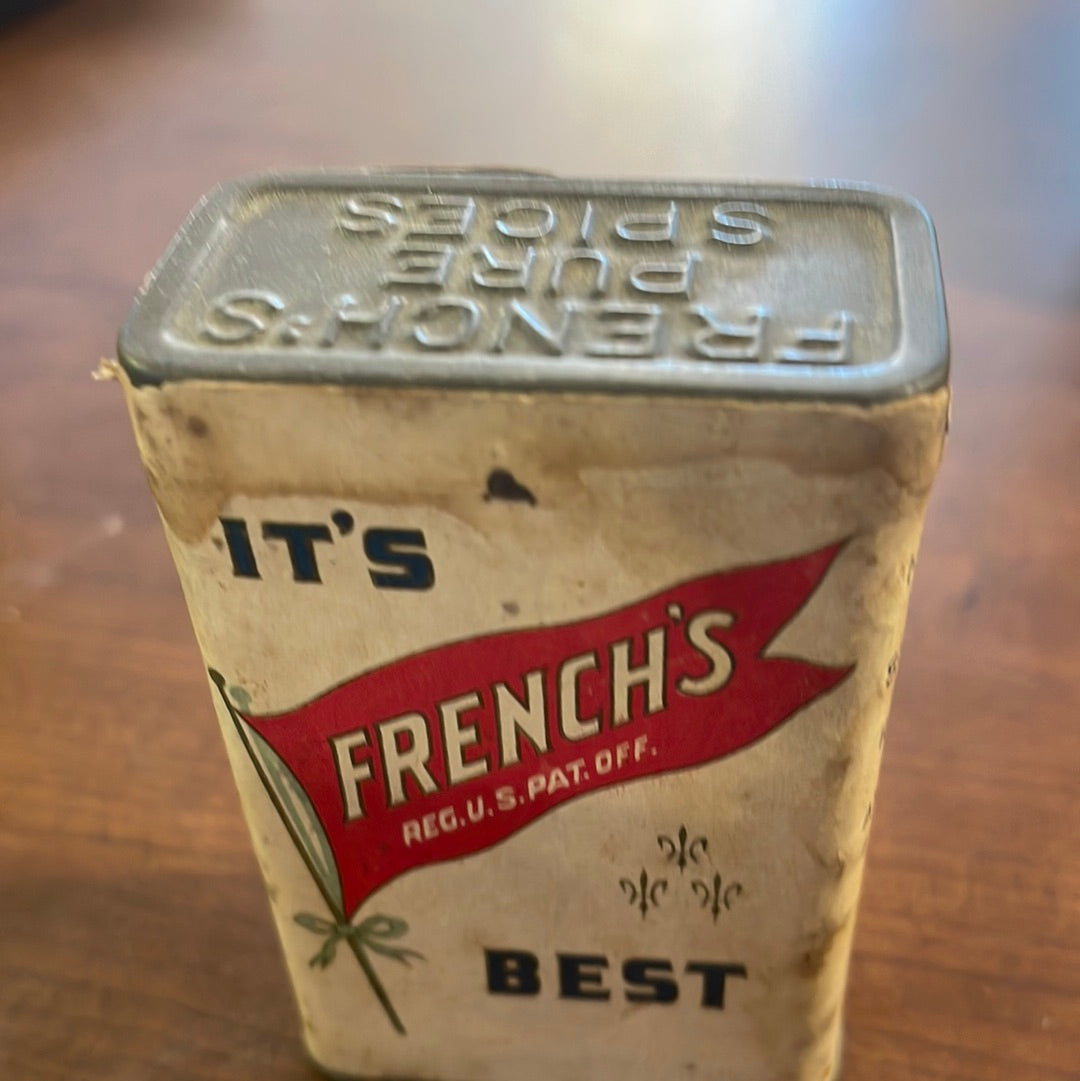 FRENCH'S
PURE
SPICES
IT'S
FRENCH'S
REG. U.S. PAT. OFF.
BEST